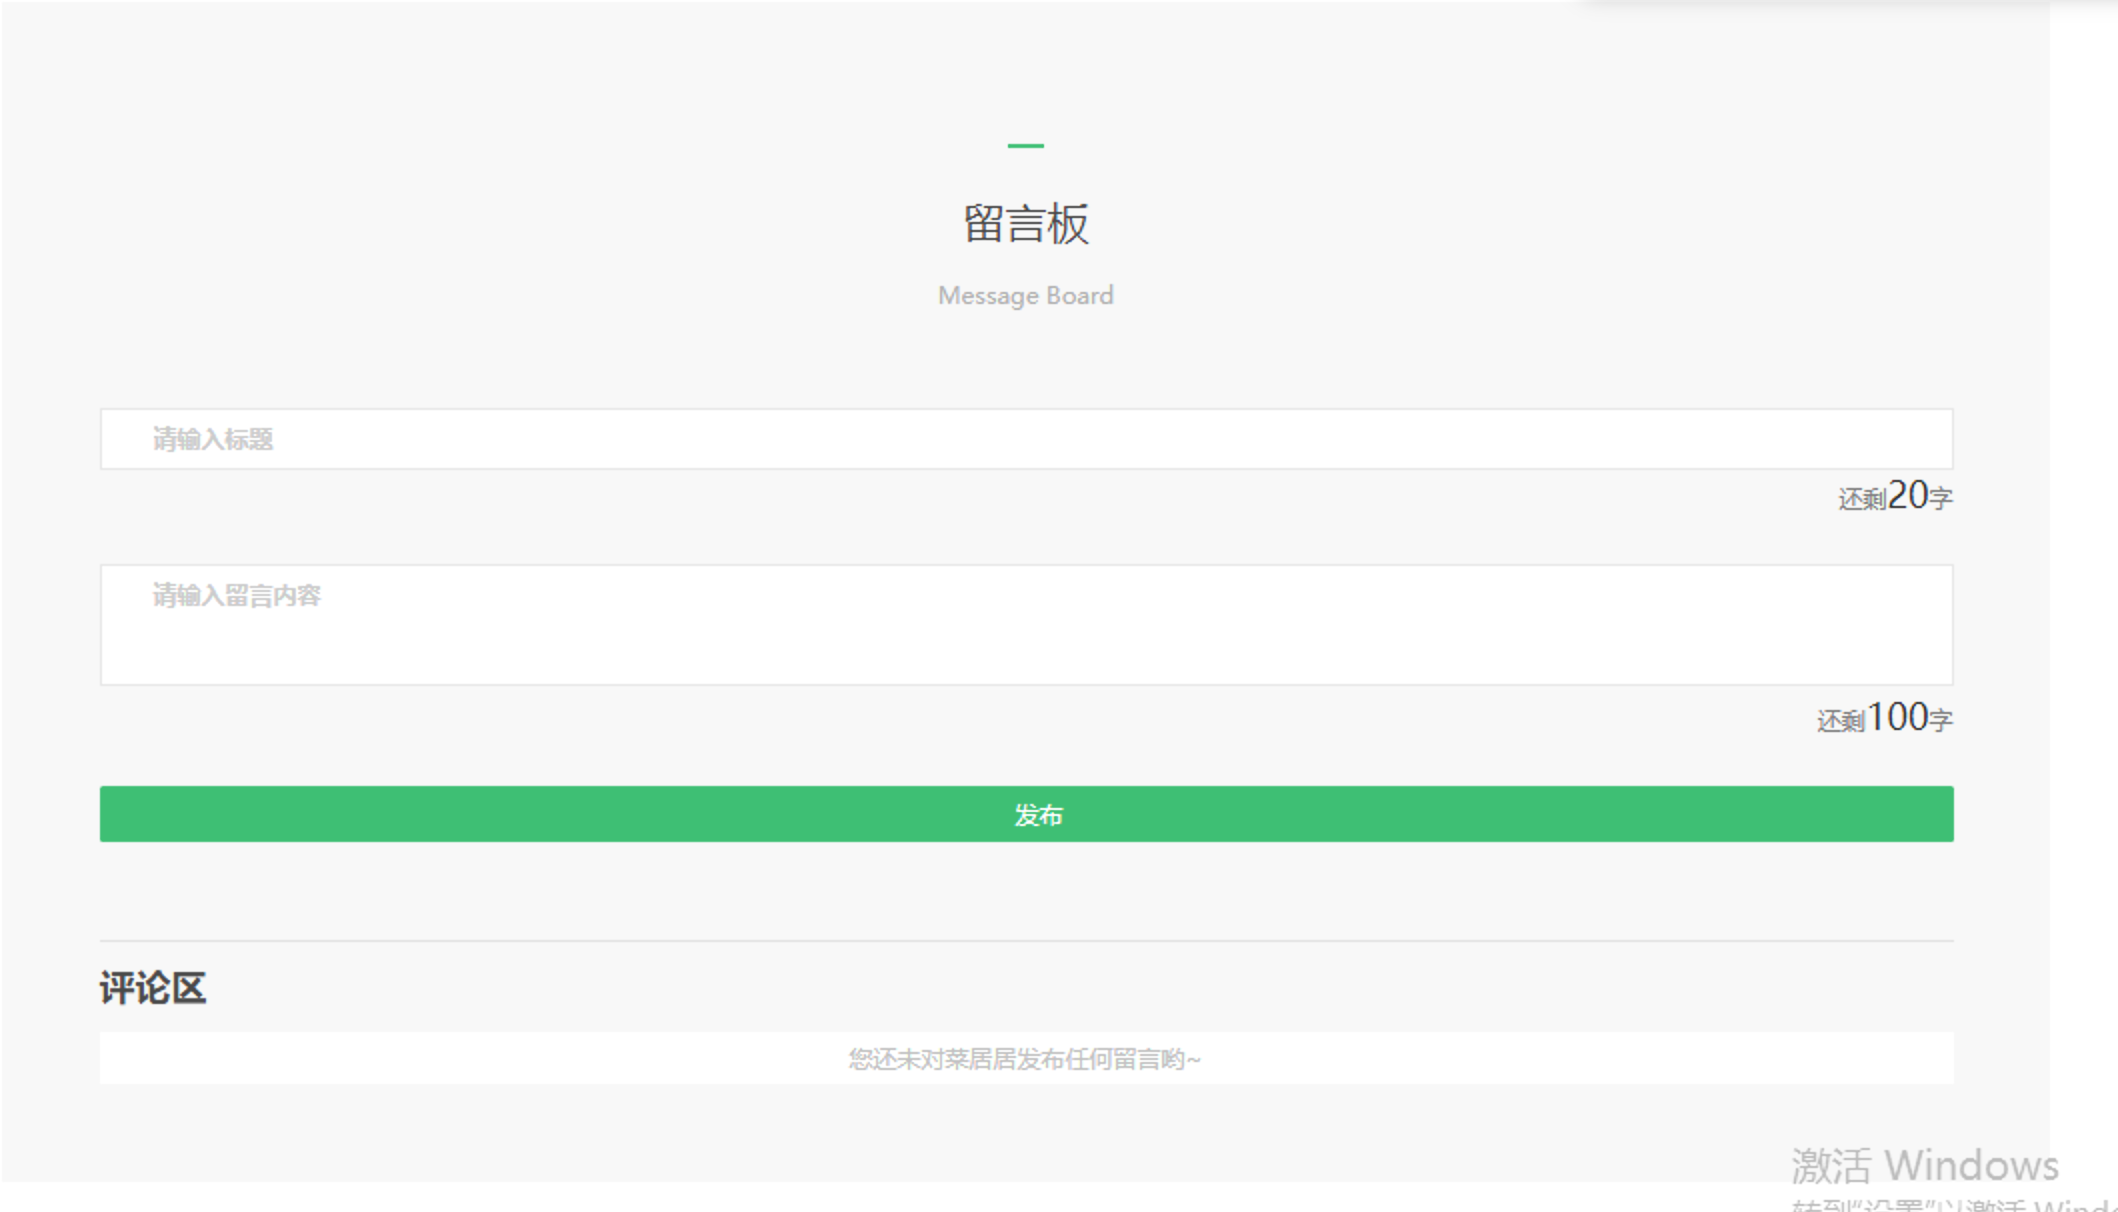 留言板
Message Board
请输入标题
还剩20字
请输入留言内容
还剩100字
发布
评论区
您还未对菜居居发布任何留言哟~
激活 Windows
转到"设置"以激活 Wind